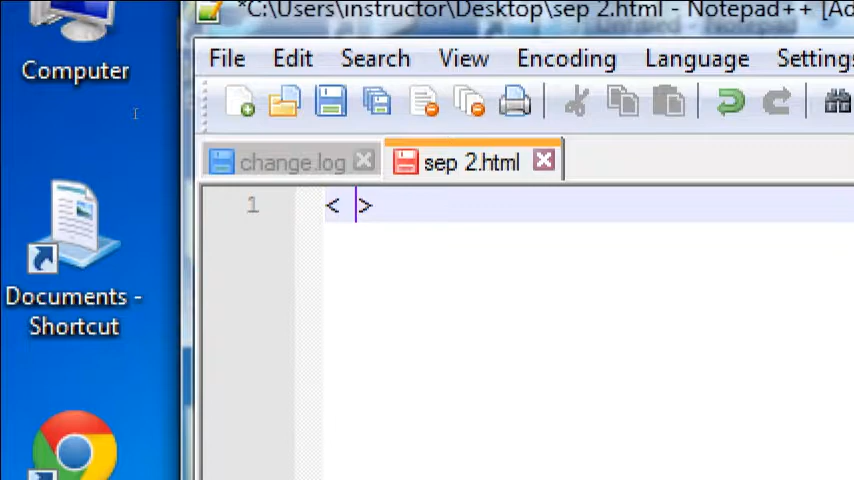 *C:\Users\instructor\Desktop\sep 2.html - Notepad++ [Ad
Computer
File Edit Search View Encoding Language Settings
change.log sep 2.html
1 < >
Documents -
Shortcut